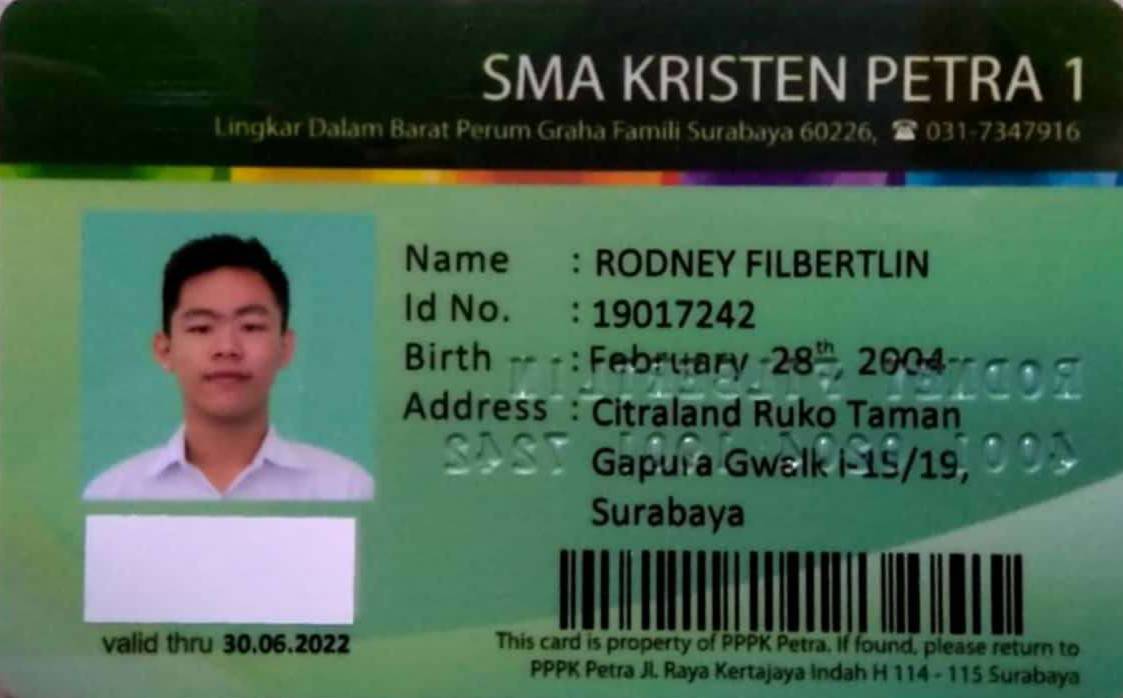 SMA KRISTEN PETRA 1
Lingkar Dalam Barat Perum Graha Famili Surabaya 60226, ☎ 031-7347916
Name : RODNEY FILBERTLIN
Id No. : 19017242
Birth : February 28th, 2004
Address : Citraland Ruko Taman
Gapura Gwalk i-15/19,
Surabaya
valid thru 30.06.2022
This card is property of PPPK Petra. If found, please return to
PPPK Petra Jl. Raya Kertajaya Indah H 114 - 115 Surabaya